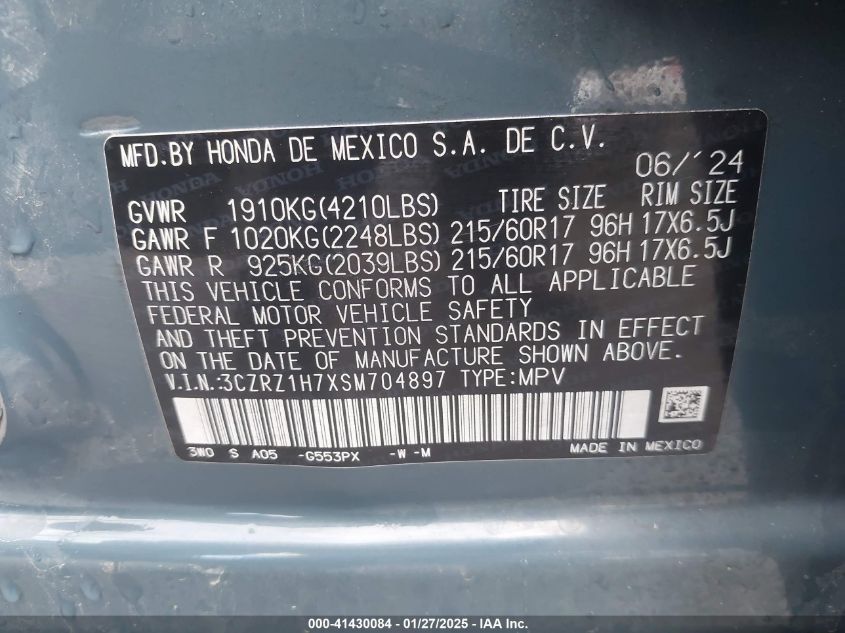 MFD.BY HONDA DE MEXICO S.A. DE C.V.
06/'24
GVWR 1910KG(4210LBS) TIRE SIZE RIM SIZE
GAWR F 1020KG(2248LBS) 215/60R17 96H 17X6.5J
GAWR R 925KG(2039LBS) 215/60R17 96H 17X6.5J
THIS VEHICLE CONFORMS TO ALL APPLICABLE
FEDERAL MOTOR VEHICLE SAFETY
AND THEFT PREVENTION STANDARDS IN EFFECT
ON THE DATE OF MANUFACTURE SHOWN ABOVE.
V.I.N.:3CZRZ1H7XSM704897 TYPE:MPV
3W0 S A05 -G553PX -W -M MADE IN MEXICO
000-41430084 / 01/27/2025 - IAA Inc.